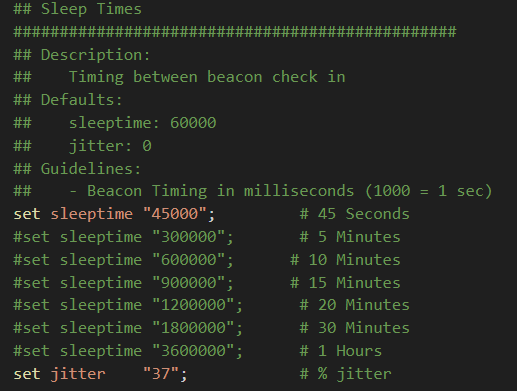 ## Sleep Times
################################################
## Description:
##    Timing between beacon check in
## Defaults:
##    sleeptime: 60000
##    jitter: 0
## Guidelines:
##    - Beacon Timing in milliseconds (1000 = 1 sec)
set sleeptime "45000";         # 45 Seconds
#set sleeptime "300000";       # 5 Minutes
#set sleeptime "600000";      # 10 Minutes
#set sleeptime "900000";      # 15 Minutes
#set sleeptime "1200000";      # 20 Minutes
#set sleeptime "1800000";      # 30 Minutes
#set sleeptime "3600000";      # 1 Hours
set jitter    "37";            # % jitter